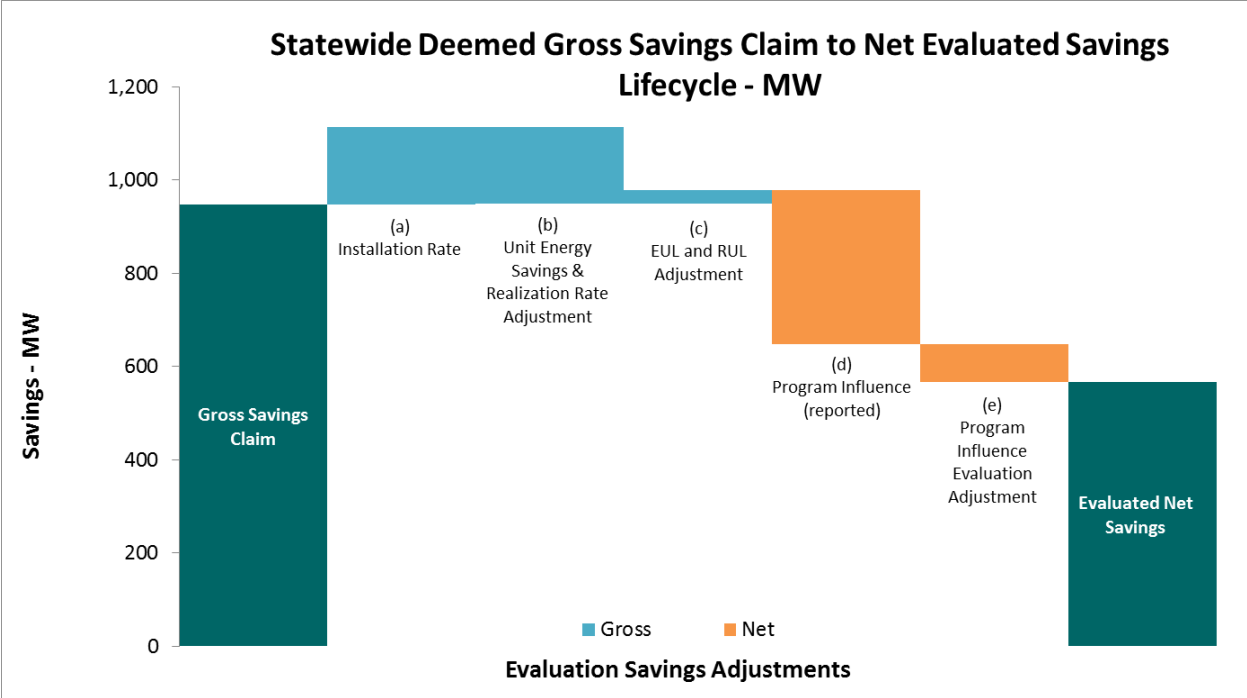 Statewide Deemed Gross Savings Claim to Net Evaluated Savings
Lifecycle - MW
Savings - MW
1,200
1,000
800
600
400
200
0
Gross Savings
Claim
(a)
Installation Rate
(b)
Unit Energy
Savings &
Realization Rate
Adjustment
(c)
EUL and RUL
Adjustment
(d)
Program Influence
(reported)
(e)
Program
Influence
Evaluation
Adjustment
Evaluated Net
Savings
Gross
Net
Evaluation Savings Adjustments